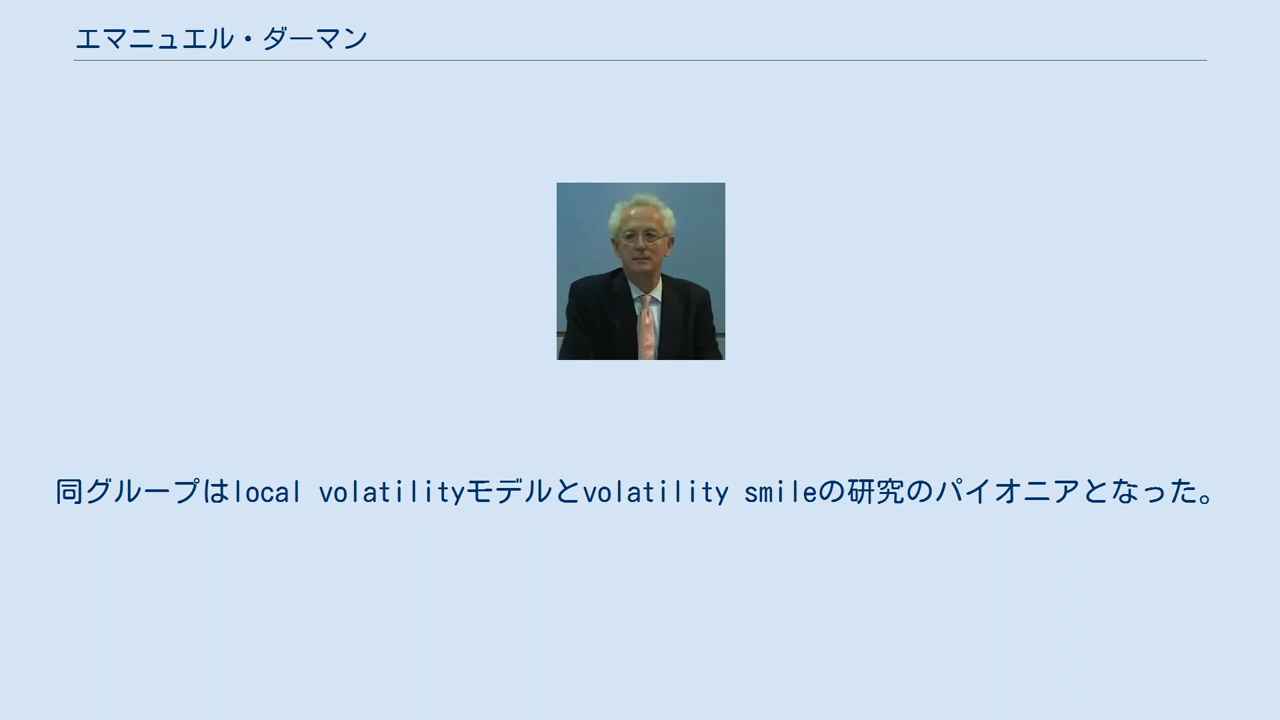 エマニュエル・ダーマン
同グループはlocal volatilityモデルとvolatility smileの研究のパイオニアとなった。